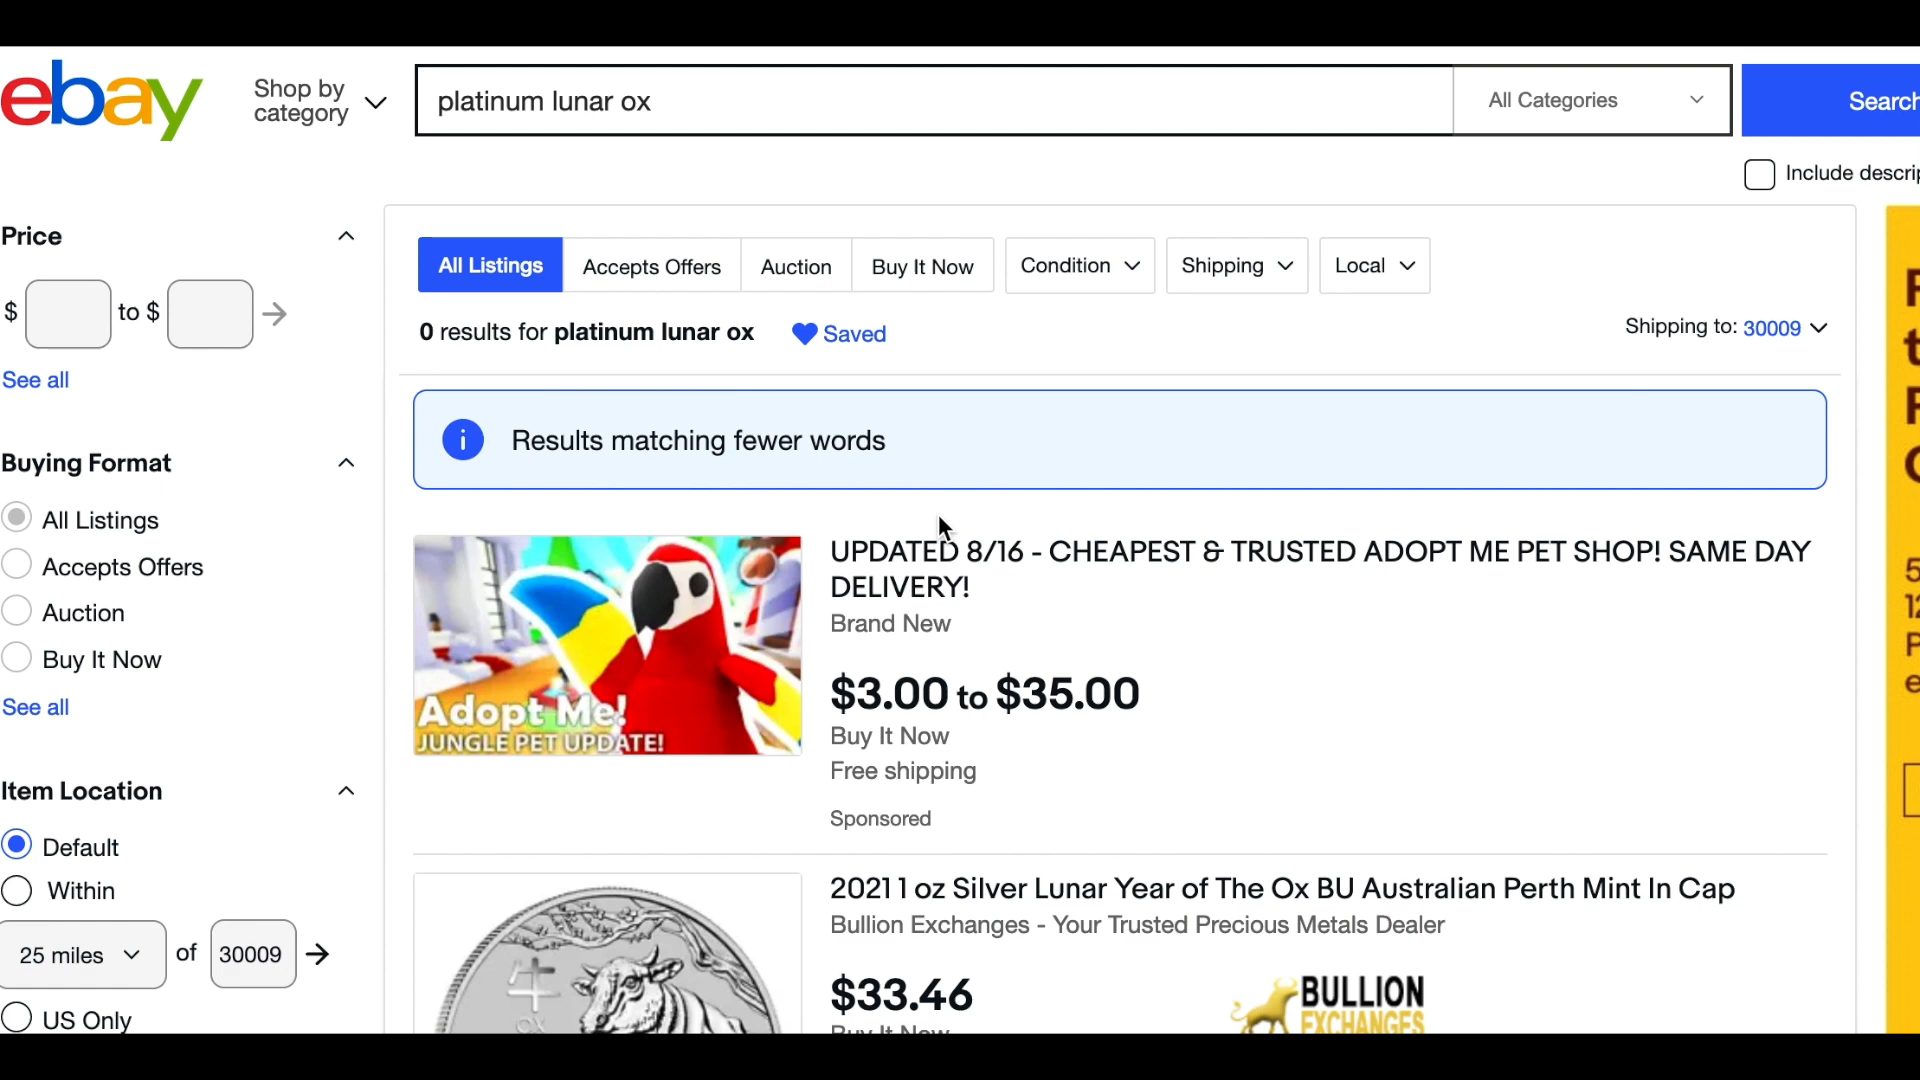 ebay
Shop by
category
platinum lunar ox
All Categories
Search
Include
Price
$ to $
See all
Buying Format
All Listings
Accepts Offers
Auction
Buy It Now
See all
Item Location
Default
Within
25 miles of 30009
US Only
All Listings
Accepts Offers
Auction
Buy It Now
Condition
Shipping
Local
0 results for platinum lunar ox
Saved
Shipping to: 30009
Results matching fewer words
Adopt Me!
JUNGLE PET UPDATE!
UPDATED 8/16 - CHEAPEST & TRUSTED ADOPT ME PET SHOP! SAME DAY
DELIVERY!
Brand New
$3.00 to $35.00
Buy It Now
Free shipping
Sponsored
牛
OX
2021 1 oz Silver Lunar Year of The Ox BU Australian Perth Mint In Cap
Bullion Exchanges - Your Trusted Precious Metals Dealer
$33.46
Buy It Now
BULLION
EXCHANGES